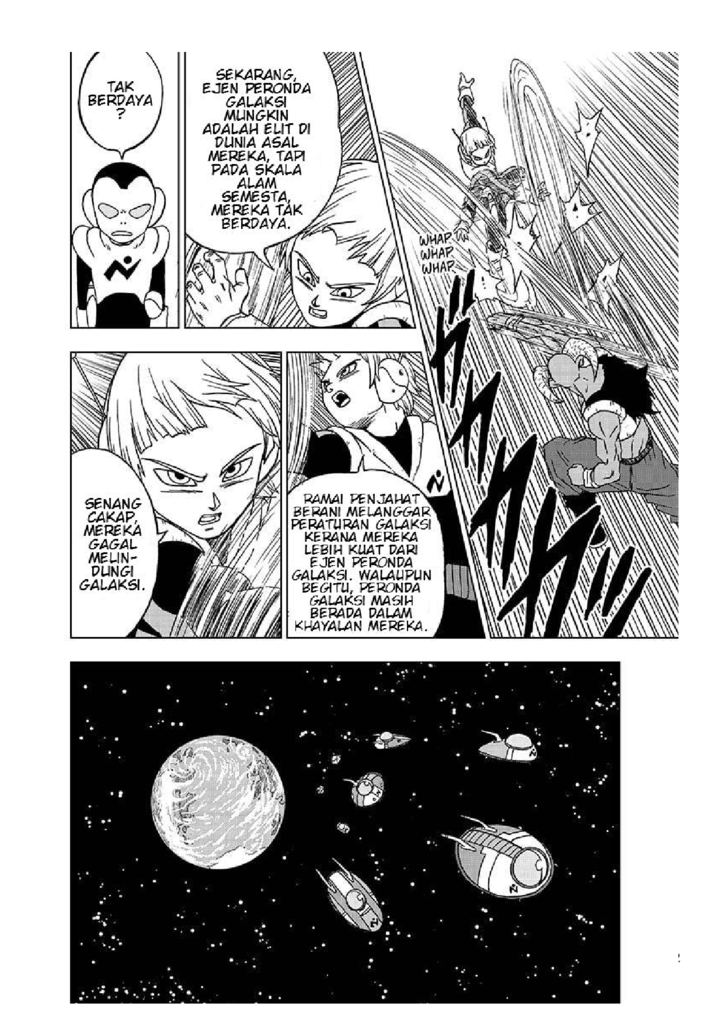 TAK
BERDAYA
?
SEKARANG,
EJEN PERONDA
GALAKSI
MUNGKIN
ADALAH ELIT DI
DUNIA ASAL
MEREKA, TAPI
PADA SKALA
ALAM
SEMESTA,
MEREKA TAK
BERDAYA.
WHAP
WHAP
WHAP
SENANG
CAKAP,
MEREKA
GAGAL
MELIN-
DUNGI
GALAKSI.
RAMAI PENJAHAT
BERANI MELANGGAR
PERATURAN GALAKSI
KERANA MEREKA
LEBIH KUAT DARI
EJEN PERONDA
GALAKSI. WALAUPUN
BEGITU, PERONDA
GALAKSI MASIH
BERADA DALAM
KHAYALAN MEREKA.